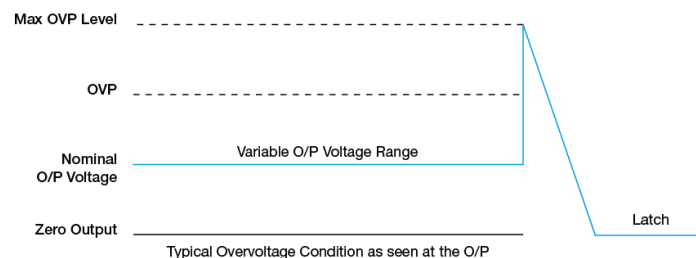 Max OVP Level
OVP
Variable O/P Voltage Range
Nominal
O/P Voltage
Latch
Zero Output
Typical Overvoltage Condition as seen at the O/P